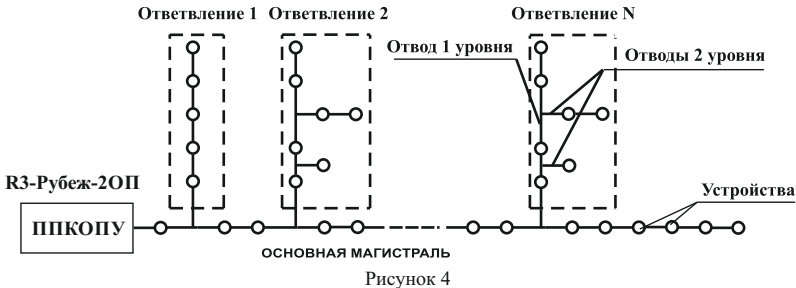 Ответвление 1 Ответвление 2 Ответвление N
Отвод 1 уровня
Отводы 2 уровня
R3-Рубеж-2ОП
ППКОПУ
Устройства
ОСНОВНАЯ МАГИСТРАЛЬ
Рисунок 4